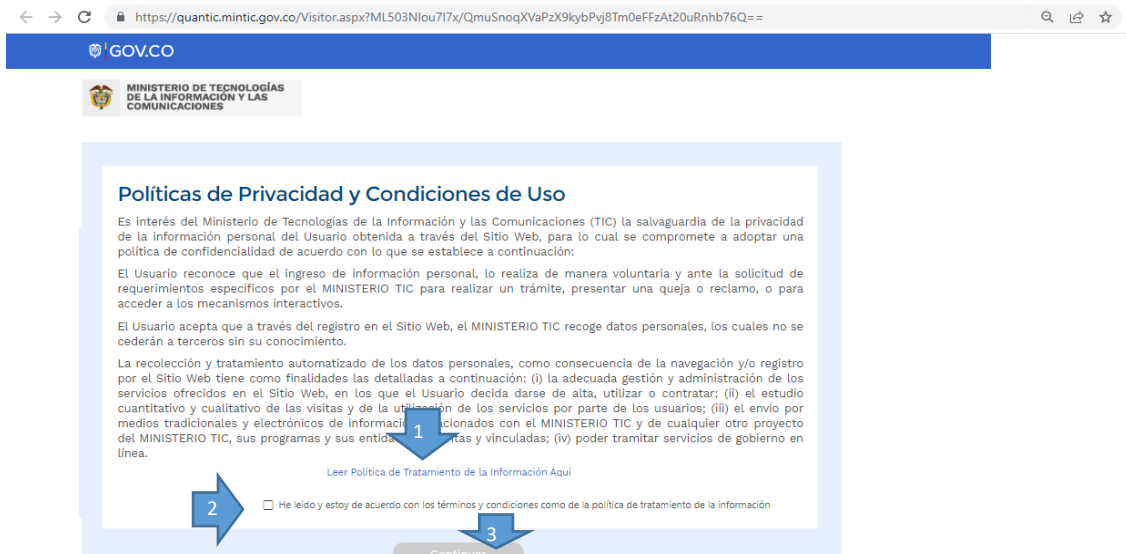 https://quantic.mintic.gov.co/Visitor.aspx?ML503NIou7I7x/QmuSnoqXVaPzX9kybPvj8Tm0eFFzAt20uRnhb76Q==
GOV.CO
MINISTERIO DE TECNOLOGÍAS
DE LA INFORMACIÓN Y LAS
COMUNICACIONES
Políticas de Privacidad y Condiciones de Uso
Es interés del Ministerio de Tecnologías de la Información y las Comunicaciones (TIC) la salvaguardia de la privacidad
de la información personal del Usuario obtenida a través del Sitio Web, para lo cual se compromete a adoptar una
política de confidencialidad de acuerdo con lo que se establece a continuación:
El Usuario reconoce que el ingreso de información personal, lo realiza de manera voluntaria y ante la solicitud de
requerimientos específicos por el MINISTERIO TIC para realizar un trámite, presentar una queja o reclamo, o para
acceder a los mecanismos interactivos.
El Usuario acepta que a través del registro en el Sitio Web, el MINISTERIO TIC recoge datos personales, los cuales no se
cederán a terceros sin su conocimiento.
La recolección y tratamiento automatizado de los datos personales, como consecuencia de la navegación y/o registro
por el Sitio Web tiene como finalidades las detalladas a continuación: (i) la adecuada gestión y administración de los
servicios ofrecidos en el Sitio Web, en los que el Usuario decida darse de alta, utilizar o contratar; (ii) el estudio
cuantitativo y cualitativo de las visitas y de la utilización de los servicios por parte de los usuarios; (iii) el envío por
medios tradicionales y electrónicos de con el MINISTERIO TIC y de cualquier otro proyecto
del MINISTERIO TIC, sus programas y sus y vinculadas; (iv) poder tramitar servicios de gobierno en
línea.
1
Leer Política de Tratamiento de la Información Aquí
2
He leído y estoy de acuerdo con los términos y condiciones como de la política de tratamiento de la información
3
Continuar